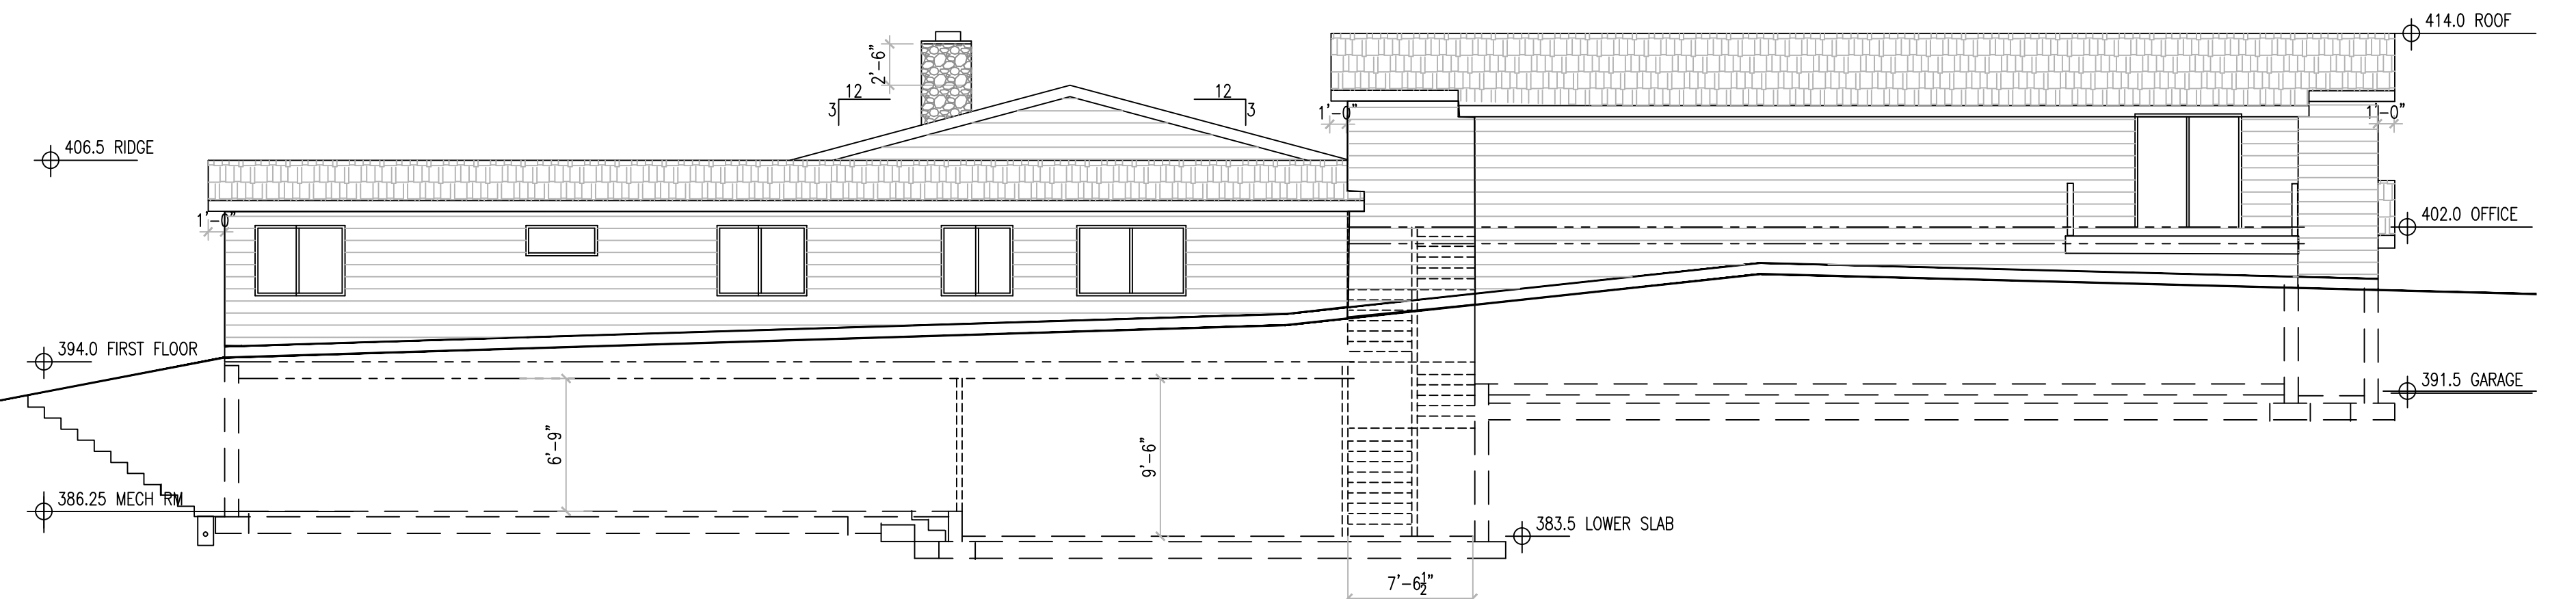 414.0 ROOF
2'-6"
12
3
12
3
1'-0"
1'-0"
406.5 RIDGE
1'-0"
402.0 OFFICE
394.0 FIRST FLOOR
391.5 GARAGE
6'-9"
9'-6"
386.25 MECH RM
383.5 LOWER SLAB
7'-6½"